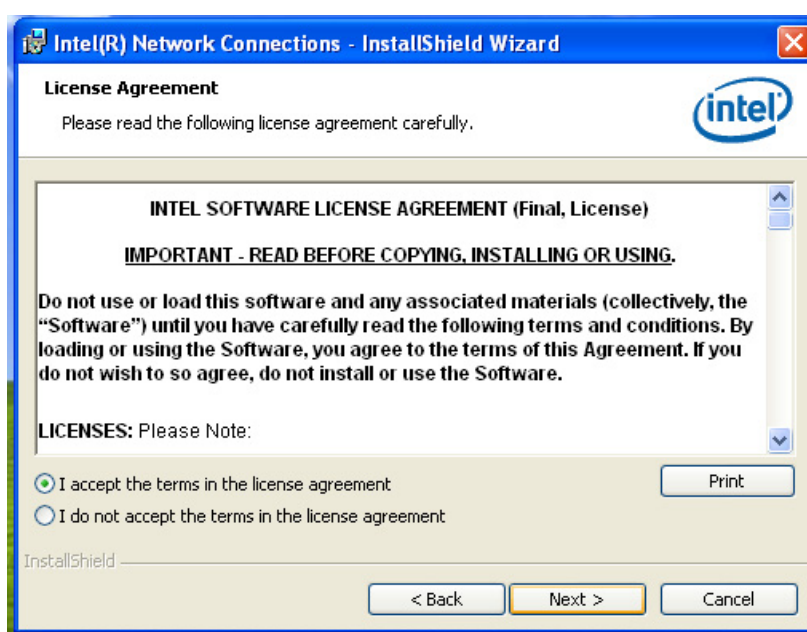 Intel(R) Network Connections - InstallShield Wizard
License Agreement
Please read the following license agreement carefully.
intel
INTEL SOFTWARE LICENSE AGREEMENT (Final, License)
IMPORTANT - READ BEFORE COPYING, INSTALLING OR USING.
Do not use or load this software and any associated materials (collectively, the
“Software”) until you have carefully read the following terms and conditions. By
loading or using the Software, you agree to the terms of this Agreement. If you
do not wish to so agree, do not install or use the Software.
LICENSES: Please Note:
I accept the terms in the license agreement
Print
I do not accept the terms in the license agreement
InstallShield
< Back
Next >
Cancel